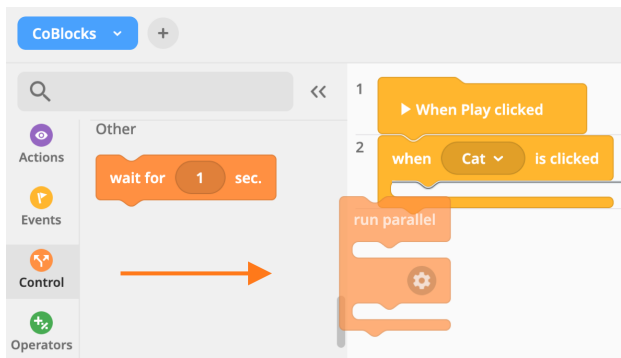 CoBlocks
+
Other
wait for 1 sec.
Actions
Events
Control
Operators
1
When Play clicked
2
when Cat is clicked
run parallel